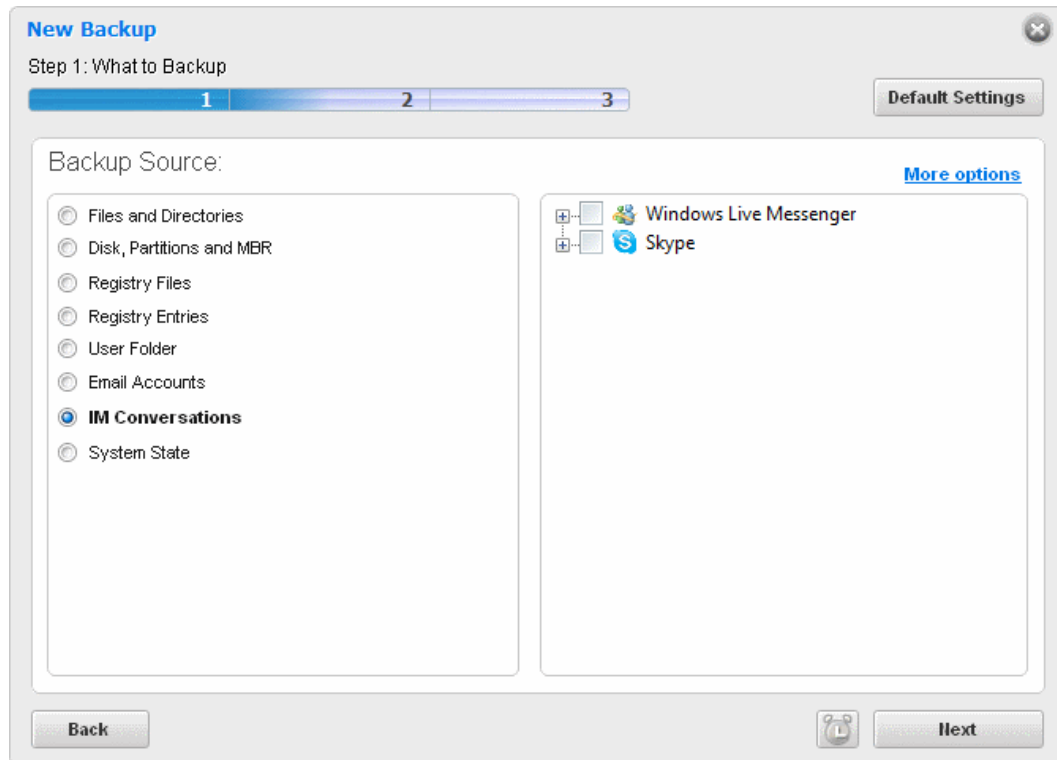 New Backup
Step 1: What to Backup
1 2 3
Default Settings
Backup Source:
More options
Files and Directories
Disk, Partitions and MBR
Registry Files
Registry Entries
User Folder
Email Accounts
IM Conversations
System State
Windows Live Messenger
Skype
Back
Next